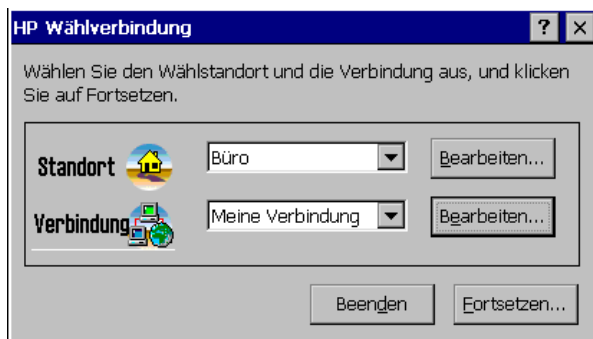 HP Wählverbindung
Wählen Sie den Wählstandort und die Verbindung aus, und klicken
Sie auf Fortsetzen.
Standort Büro Bearbeiten...
Verbindung Meine Verbindung Bearbeiten...
Beenden Fortsetzen...